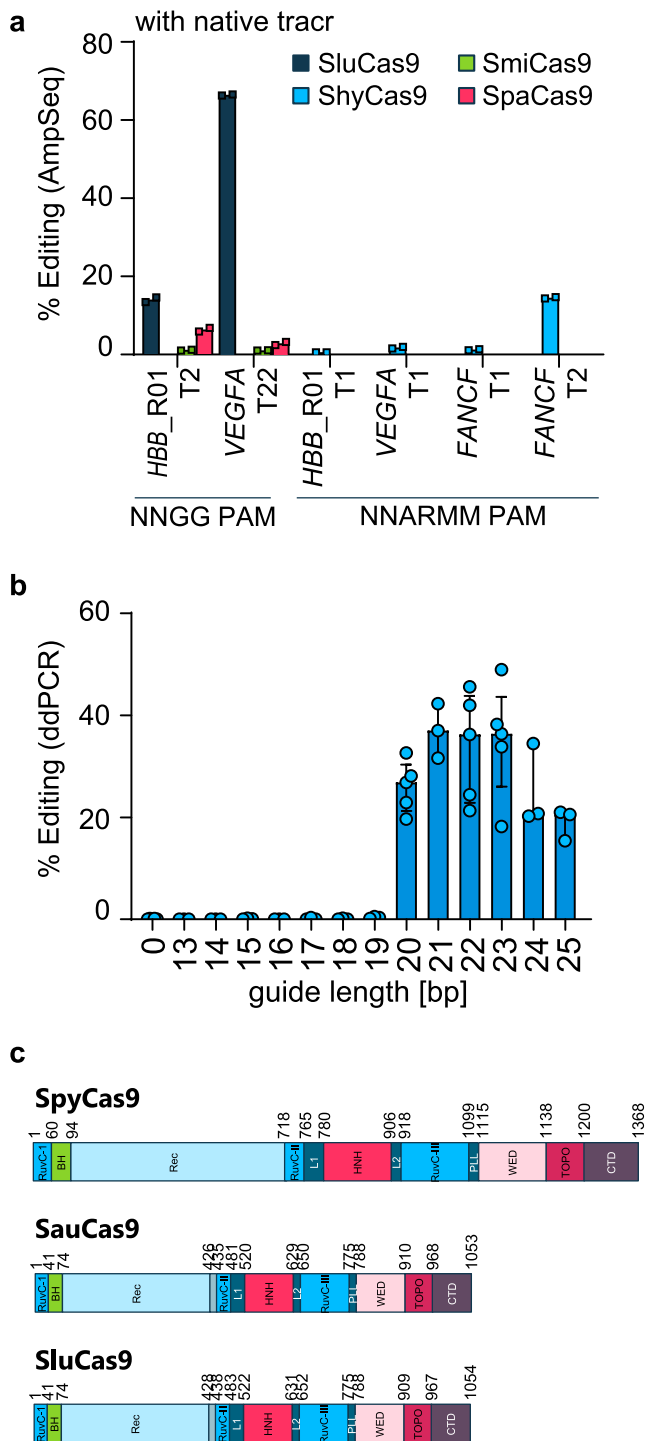 a
with native tracr
% Editing (AmpSeq)
80
60
40
20
0
SluCas9
SmiCas9
ShyCas9
SpaCas9
HBB_R01
T2
VEGFA
T22
HBB_R01
T1
VEGFA
T1
FANCF
T1
FANCF
T2
NNGG PAM
NNARMM PAM
b
% Editing (ddPCR)
60
40
20
0
0 13 14 15 16 17 18 19 20 21 22 23 24 25
guide length [bp]
c
SpyCas9
1 60 94 718 765 780 906 918 1099 1115 1138 1200 1368
RuvC-1 BH Rec RuvC-II L1 HNH L2 RuvC-III PLL WED TOPO CTD
SauCas9
1 41 74 426 435 481 520 629 650 775 788 910 968 1053
RuvC-1 BH Rec RuvC-II L1 HNH L2 RuvC-III PLL WED TOPO CTD
SluCas9
1 41 74 428 438 483 522 631 652 775 788 909 967 1054
RuvC-1 BH Rec RuvC-II L1 HNH L2 RuvC-III PLL WED TOPO CTD